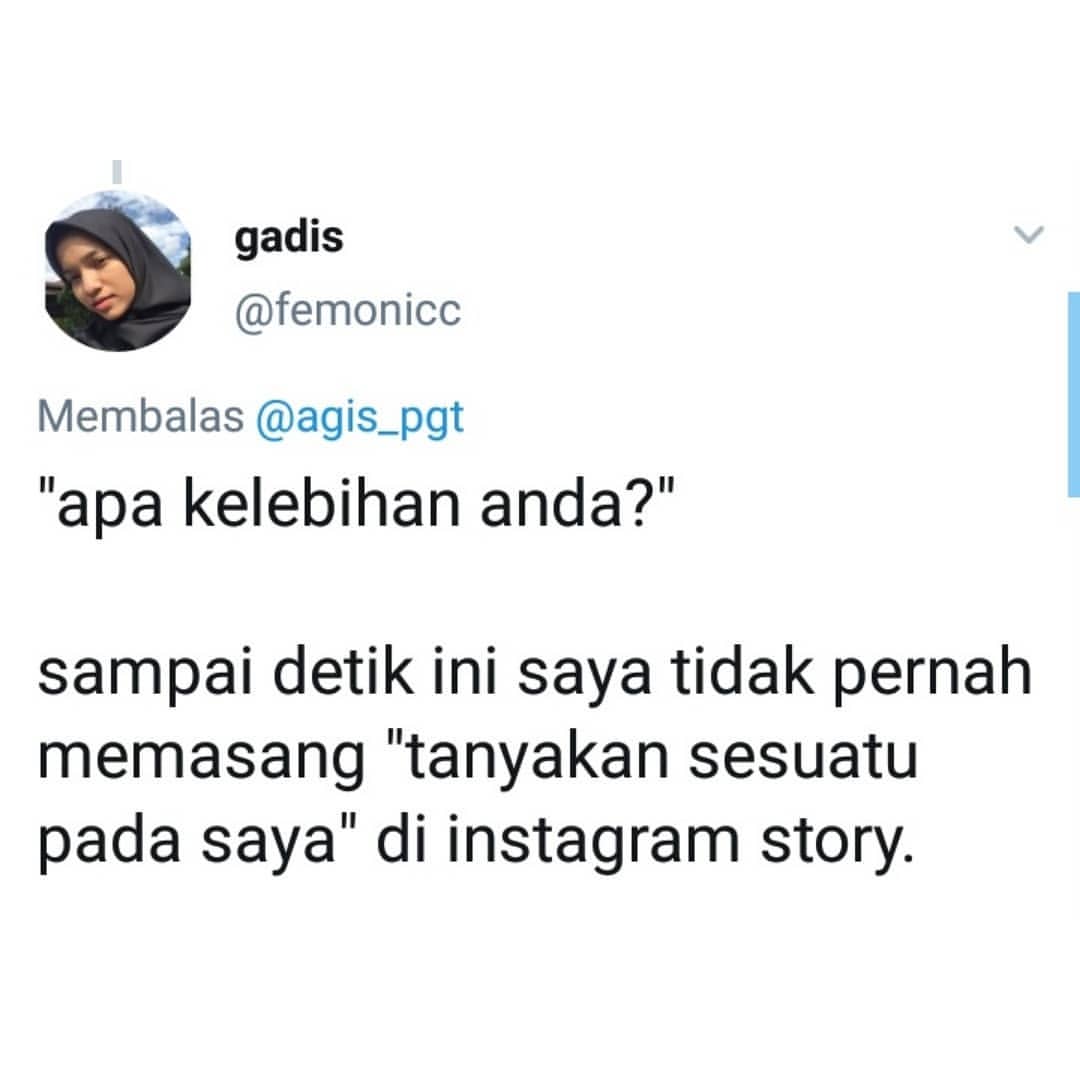 gadis
@femonicc
Membalas @agis_pgt
"apa kelebihan anda?"
sampai detik ini saya tidak pernah
memasang "tanyakan sesuatu
pada saya" di instagram story.